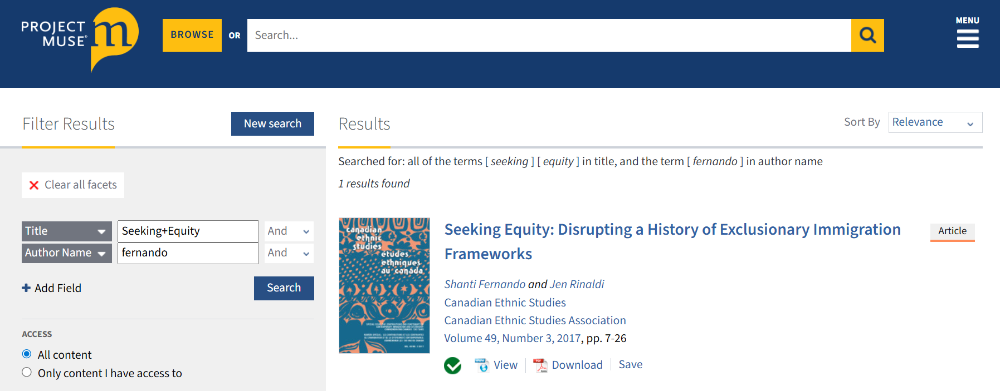 PROJECT
MUSE®
m
BROWSE
OR
Search...
MENU
Filter Results
New search
Clear all facets
Title
Seeking+Equity
And
Author Name
fernando
And
Add Field
Search
ACCESS
All content
Only content I have access to
Results
Sort By
Relevance
Searched for: all of the terms [ seeking ] [ equity ] in title, and the term [ fernando ] in author name
1 results found
canadian
ethnic
studies
études
ethniques
au canada
Seeking Equity: Disrupting a History of Exclusionary Immigration
Frameworks
Article
Shanti Fernando and Jen Rinaldi
Canadian Ethnic Studies
Canadian Ethnic Studies Association
Volume 49, Number 3, 2017, pp. 7-26
View
Download
Save